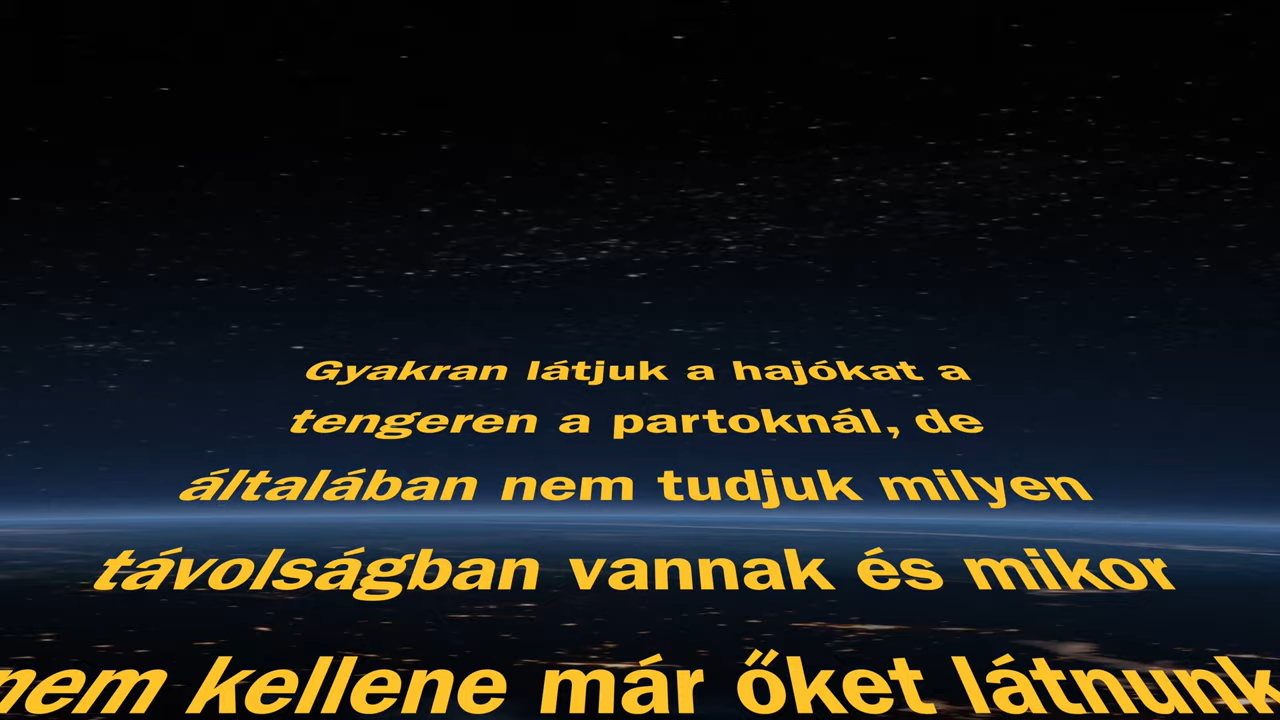 Gyakran látjuk a hajókat a
tengeren a partoknál, de
általában nem tudjuk milyen
távolságban vannak és mikor
nem kellene már őket látnunk